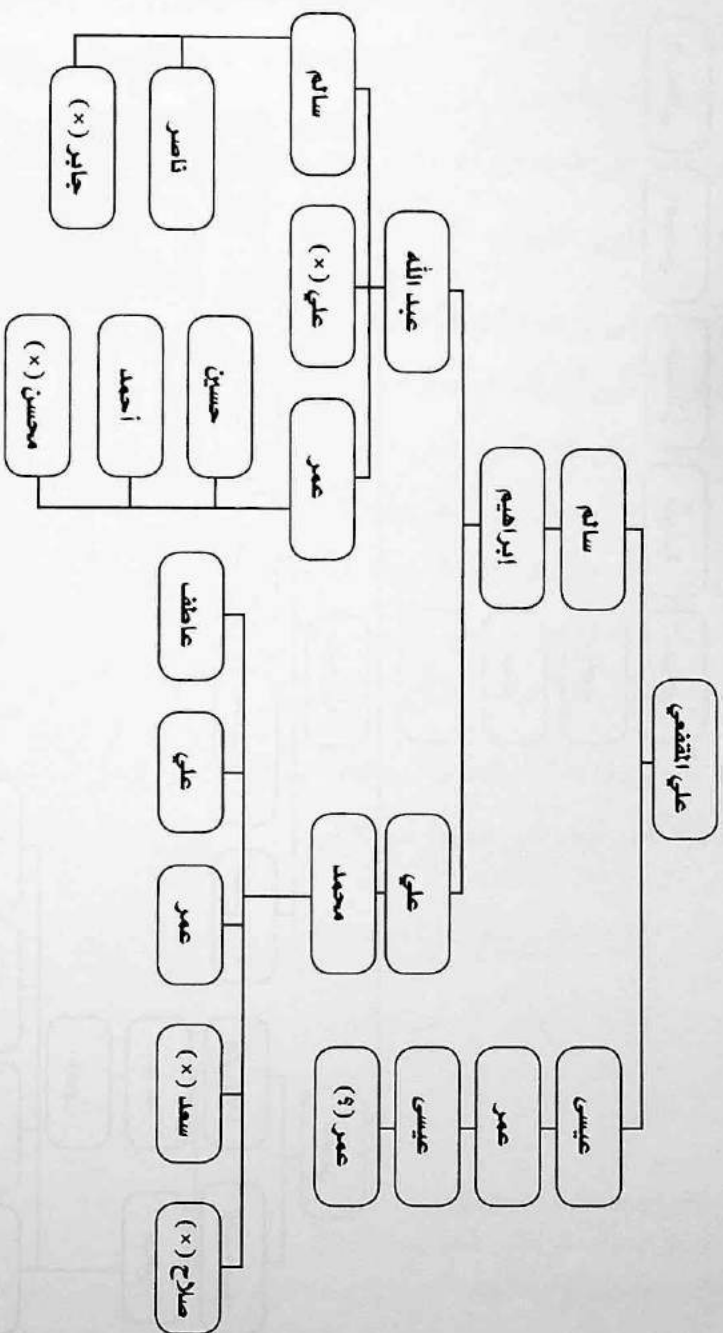 علي المقفعي
سالم
عيسى
إبراهيم
عمر
عبد الله
علي
عيسى
سالم
علي (×)
عمر
محمد
عمر (؟)
ناصر
جابر (×)
حسين
أحمد
محسن (×)
عاطف
علي
عمر
سعد (×)
صلاح (×)